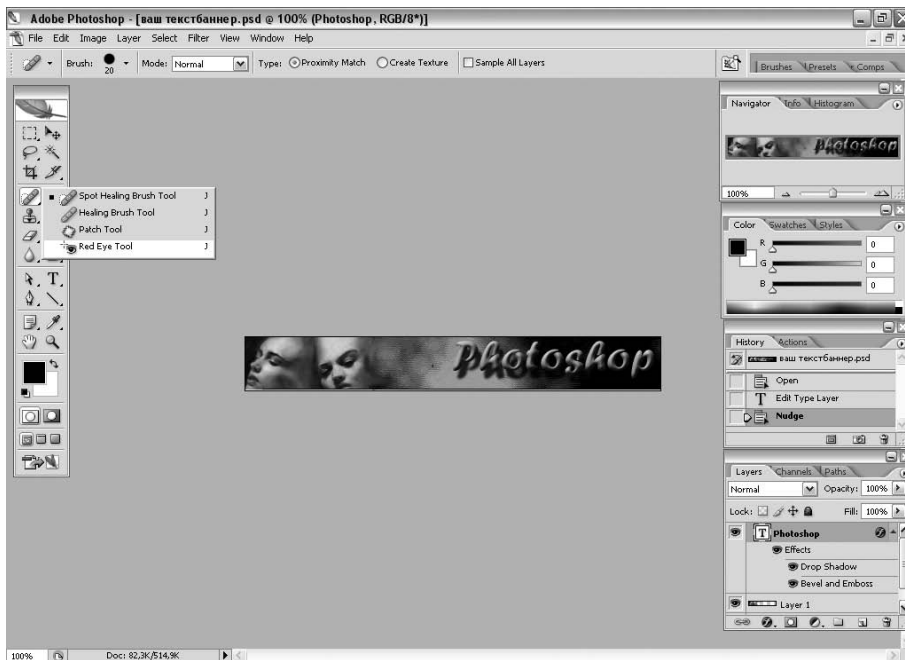 Adobe Photoshop - [ваш текстбаннер.psd @ 100% (Photoshop, RGB/8*)]
File Edit Image Layer Select Filter View Window Help
Brush: 20 Mode: Normal Type: Proximity Match Create Texture Sample All Layers
Brushes Presets Comps
Navigator Info Histogram
Photoshop
100%
Spot Healing Brush Tool J
Healing Brush Tool J
Patch Tool J
Red Eye Tool J
Color Swatches Styles
R 0
G 0
B 0
Photoshop
History Actions
ваш текстбаннер.psd
Open
Edit Type Layer
Nudge
Layers Channels Paths
Normal Opacity: 100%
Lock: Fill: 100%
T Photoshop
Effects
Drop Shadow
Bevel and Emboss
Layer 1
100% Doc: 82,3K/514,9K